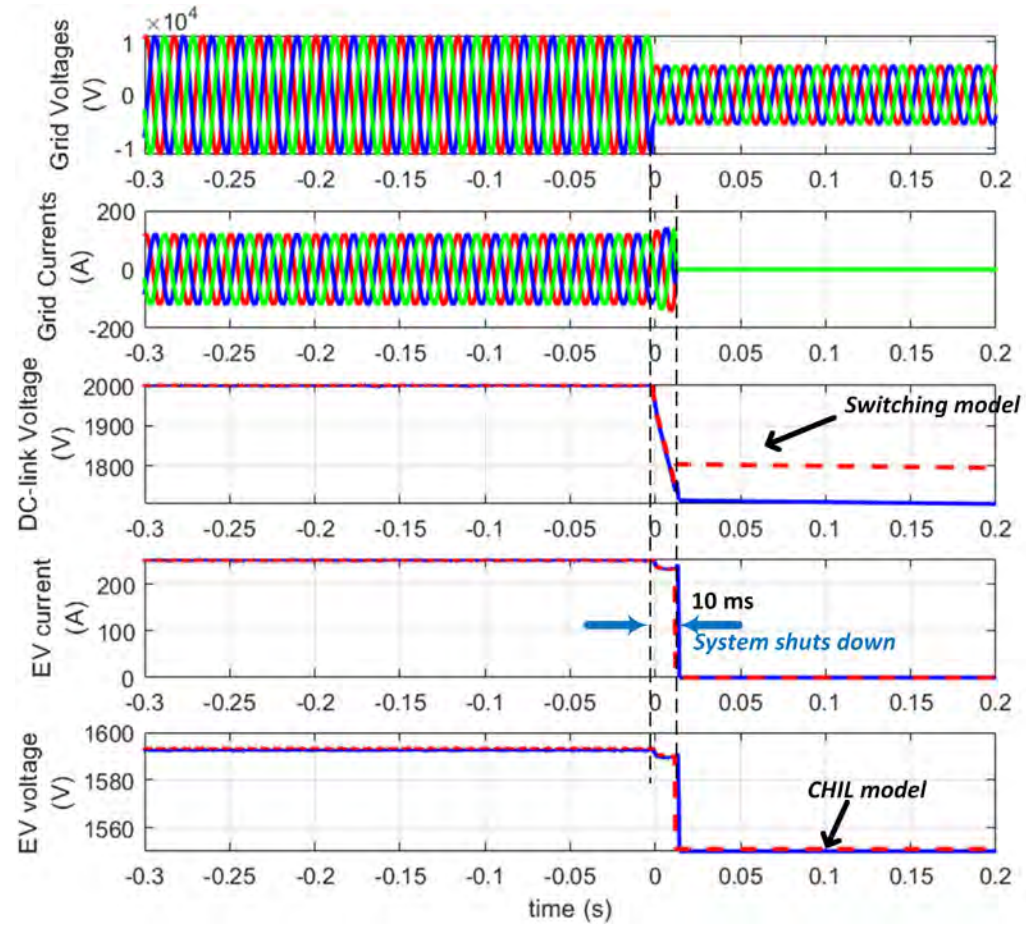 ×10⁴
Grid Voltages
(V)
1
0
-1
-0.3 -0.25 -0.2 -0.15 -0.1 -0.05 0 0.05 0.1 0.15 0.2
Grid Currents
(A)
200
0
-200
-0.3 -0.25 -0.2 -0.15 -0.1 -0.05 0 0.05 0.1 0.15 0.2
DC-link Voltage
(V)
2000
1900
1800
Switching model
-0.3 -0.25 -0.2 -0.15 -0.1 -0.05 0 0.05 0.1 0.15 0.2
EV current
(A)
200
100
0
10 ms
System shuts down
-0.3 -0.25 -0.2 -0.15 -0.1 -0.05 0 0.05 0.1 0.15 0.2
EV voltage
(V)
1600
1580
1560
CHIL model
-0.3 -0.25 -0.2 -0.15 -0.1 -0.05 0 0.05 0.1 0.15 0.2
time (s)